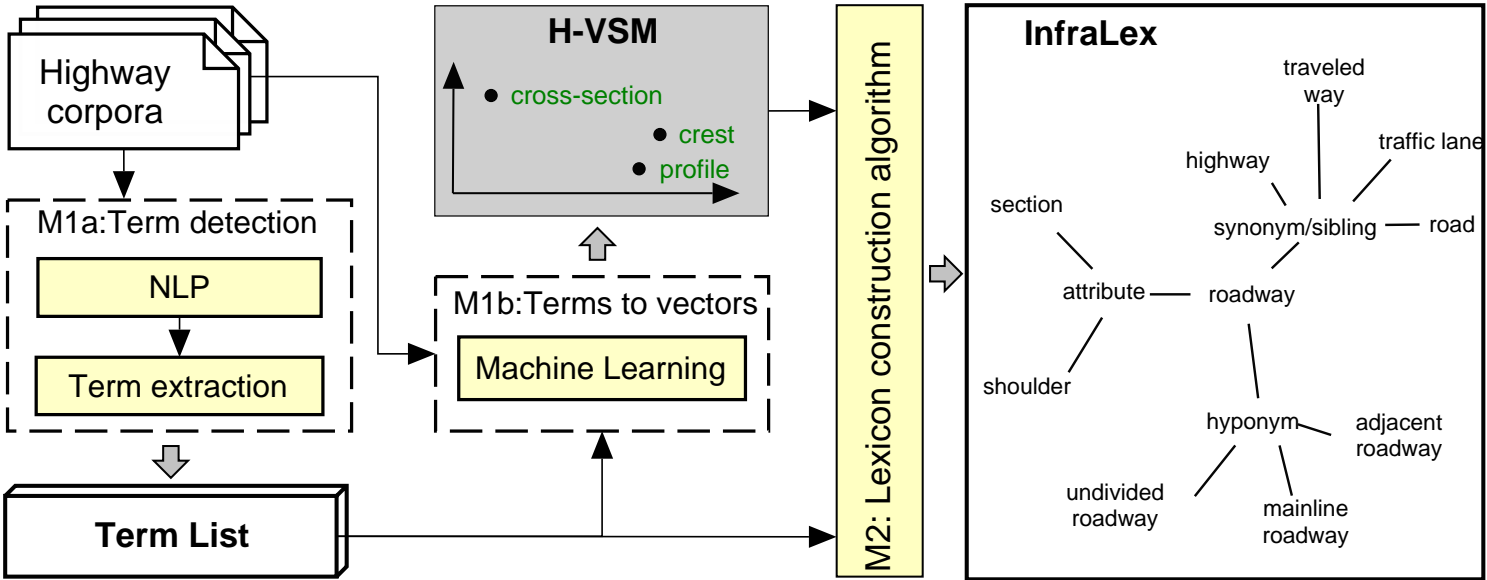 Highway
corpora
M1a:Term detection
NLP
Term extraction
Term List
H-VSM
cross-section
crest
profile
M1b:Terms to vectors
Machine Learning
M2: Lexicon construction algorithm
InfraLex
traveled
way
traffic lane
highway
section
synonym/sibling
road
attribute
roadway
shoulder
hyponym
adjacent
roadway
undivided
roadway
mainline
roadway